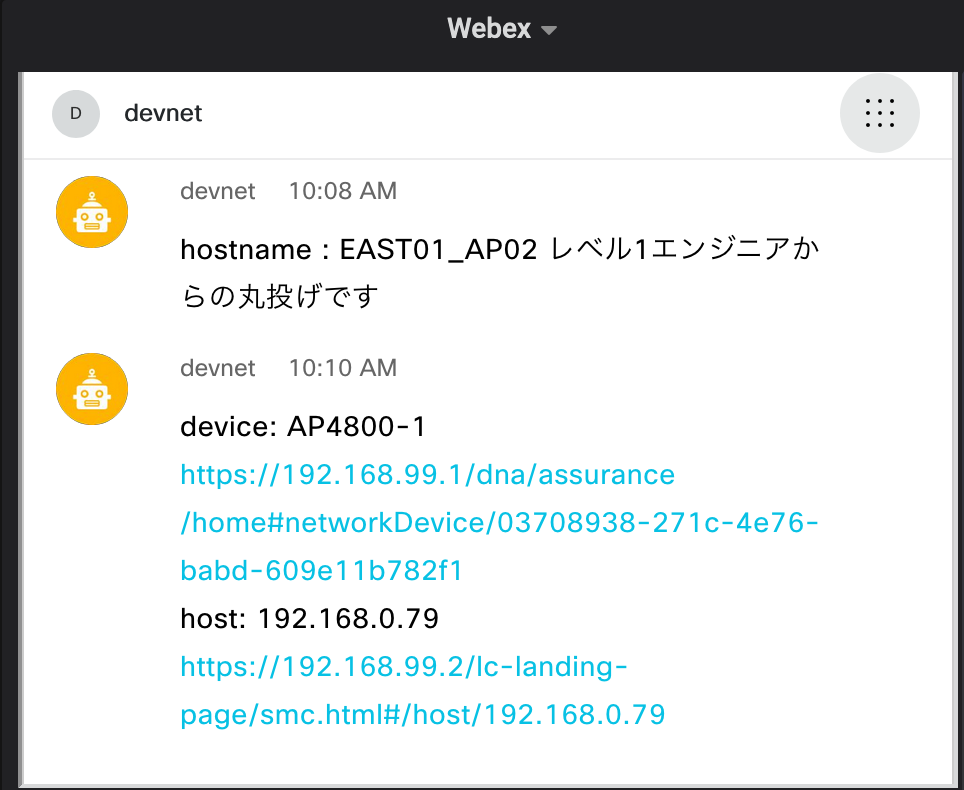 Webex
D devnet
devnet 10:08 AM
hostname : EAST01_AP02 レベル1エンジニアか
らの丸投げです
devnet 10:10 AM
device: AP4800-1
https://192.168.99.1/dna/assurance
/home#networkDevice/03708938-271c-4e76-
babd-609e11b782f1
host: 192.168.0.79
https://192.168.99.2/lc-landing-
page/smc.html#/host/192.168.0.79